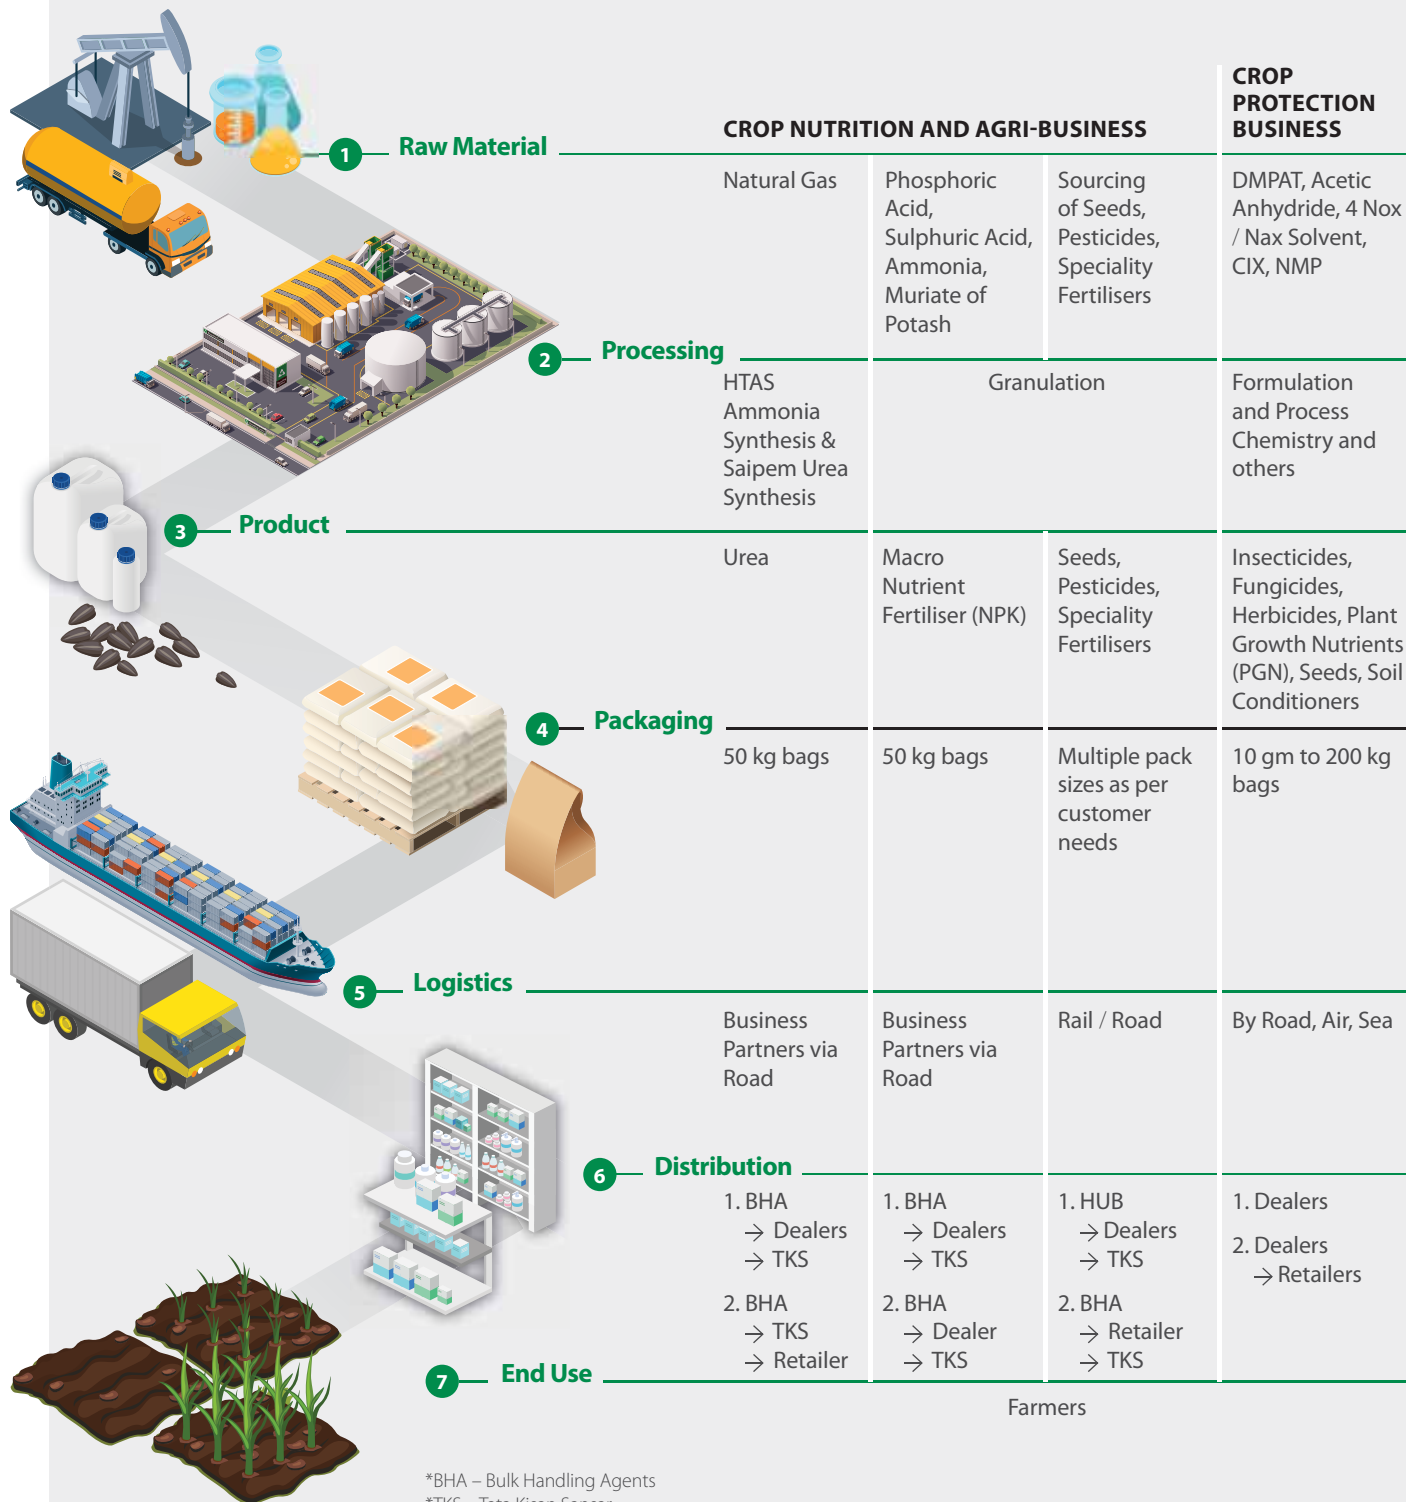 CROP NUTRITION AND AGRI-BUSINESS
CROP
PROTECTION
BUSINESS
1
Raw Material
Natural Gas
Phosphoric
Acid,
Sulphuric Acid,
Ammonia,
Muriate of
Potash
Sourcing
of Seeds,
Pesticides,
Speciality
Fertilisers
DMPAT, Acetic
Anhydride, 4 Nox
/ Nax Solvent,
CIX, NMP
2
Processing
HTAS
Ammonia
Synthesis &
Saipem Urea
Synthesis
Granulation
Formulation
and Process
Chemistry and
others
3
Product
Urea
Macro
Nutrient
Fertiliser (NPK)
Seeds,
Pesticides,
Speciality
Fertilisers
Insecticides,
Fungicides,
Herbicides, Plant
Growth Nutrients
(PGN), Seeds, Soil
Conditioners
4
Packaging
50 kg bags
50 kg bags
Multiple pack
sizes as per
customer
needs
10 gm to 200 kg
bags
5
Logistics
Business
Partners via
Road
Business
Partners via
Road
Rail / Road
By Road, Air, Sea
6
Distribution
1. BHA
→ Dealers
→ TKS
2. BHA
→ TKS
→ Retailer
1. BHA
→ Dealers
→ TKS
2. BHA
→ Dealer
→ TKS
1. HUB
→ Dealers
→ TKS
2. BHA
→ Retailer
→ TKS
1. Dealers
2. Dealers
→ Retailers
7
End Use
Farmers
*BHA – Bulk Handling Agents
*TKS – Tata Kisan Sansar